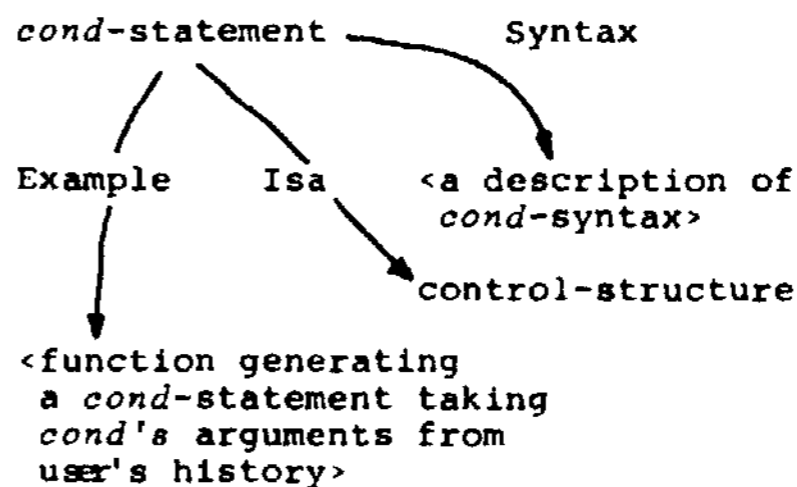 cond-statement Syntax
Example Isa <a description of
cond-syntax>
control-structure
<function generating
a cond-statement taking
cond's arguments from
user's history>